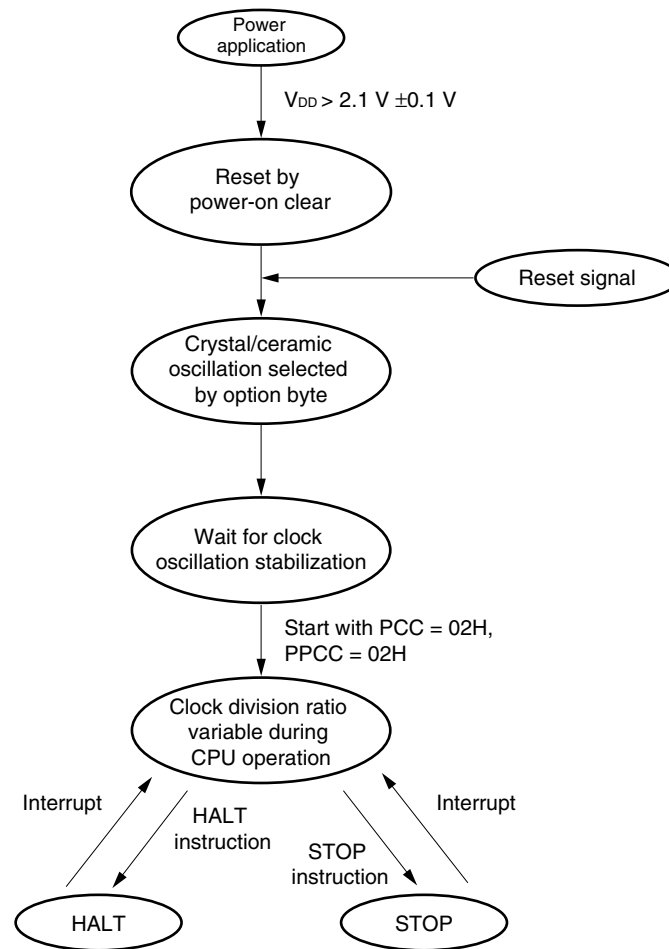 Power
application
VDD > 2.1 V ±0.1 V
Reset by
power-on clear
Reset signal
Crystal/ceramic
oscillation selected
by option byte
Wait for clock
oscillation stabilization
Start with PCC = 02H,
PPCC = 02H
Clock division ratio
variable during
CPU operation
Interrupt
HALT
instruction
STOP
instruction
Interrupt
HALT
STOP